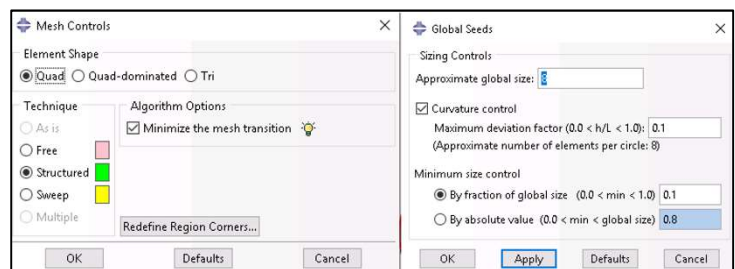 Mesh Controls
Element Shape
Quad Quad-dominated Tri
Technique
As is
Free
Structured
Sweep
Multiple
Algorithm Options
Minimize the mesh transition
Redefine Region Corners...
OK Defaults Cancel
Global Seeds
Sizing Controls
Approximate global size:
Curvature control
Maximum deviation factor (0.0 < h/L < 1.0): 0.1
(Approximate number of elements per circle: 8)
Minimum size control
By fraction of global size (0.0 < min < 1.0) 0.1
By absolute value (0.0 < min < global size) 0.8
OK Apply Defaults Cancel